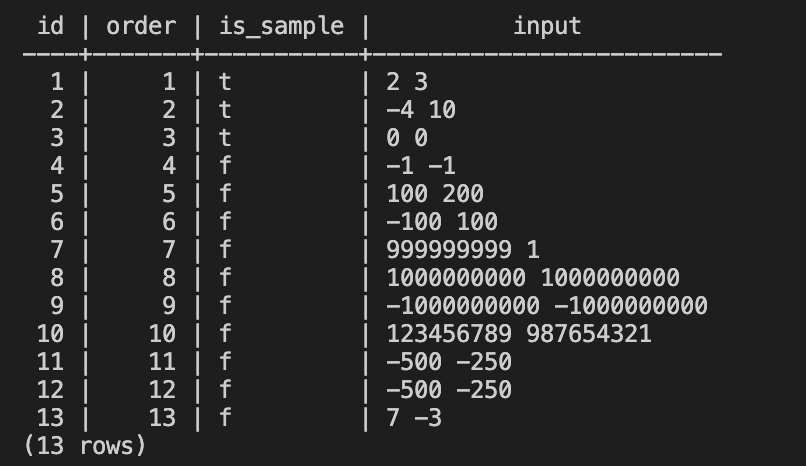 id | order | is_sample | input
----+-------+-----------+-------------------------
1 | 1 | t | 2 3
2 | 2 | t | -4 10
3 | 3 | t | 0 0
4 | 4 | f | -1 -1
5 | 5 | f | 100 200
6 | 6 | f | -100 100
7 | 7 | f | 999999999 1
8 | 8 | f | 1000000000 1000000000
9 | 9 | f | -1000000000 -1000000000
10 | 10 | f | 123456789 987654321
11 | 11 | f | -500 -250
12 | 12 | f | -500 -250
13 | 13 | f | 7 -3
(13 rows)